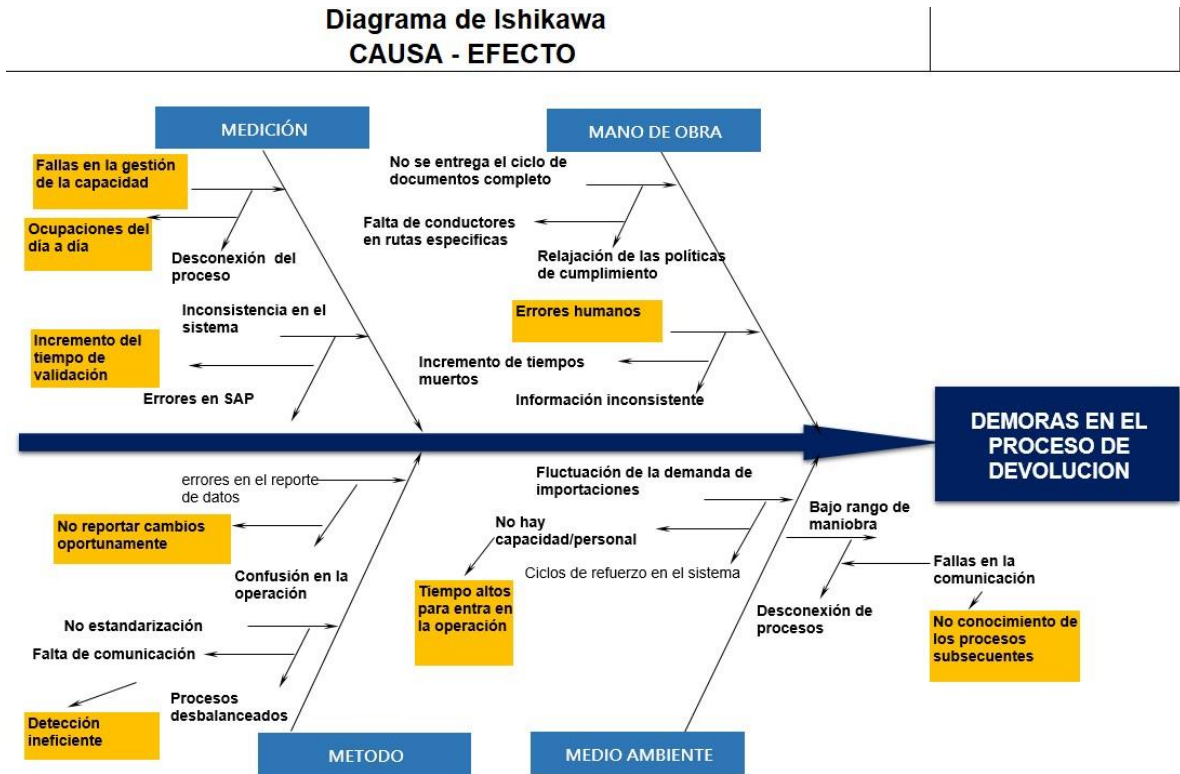 Diagrama de Ishikawa
CAUSA - EFECTO
MEDICIÓN
MANO DE OBRA
Fallas en la gestión
de la capacidad
Ocupaciones del
día a día
Desconexión del
proceso
Inconsistencia en el
sistema
Incremento del
tiempo de
validación
Errores en SAP
No se entrega el ciclo de
documentos completo
Falta de conductores
en rutas especificas
Relajación de las políticas
de cumplimiento
Errores humanos
Incremento de tiempos
muertos
Información inconsistente
DEMORAS EN EL
PROCESO DE
DEVOLUCION
errores en el reporte
de datos
No reportar cambios
oportunamente
Confusión en la
operación
No estandarización
Falta de comunicación
Procesos
desbalanceados
Detección
ineficiente
Fluctuación de la demanda de
importaciones
No hay
capacidad/personal
Ciclos de refuerzo en el sistema
Tiempo altos
para entra en
la operación
Bajo rango de
maniobra
Fallas en la
comunicación
Desconexión de
procesos
No conocimiento de
los procesos
subsecuentes
METODO
MEDIO AMBIENTE